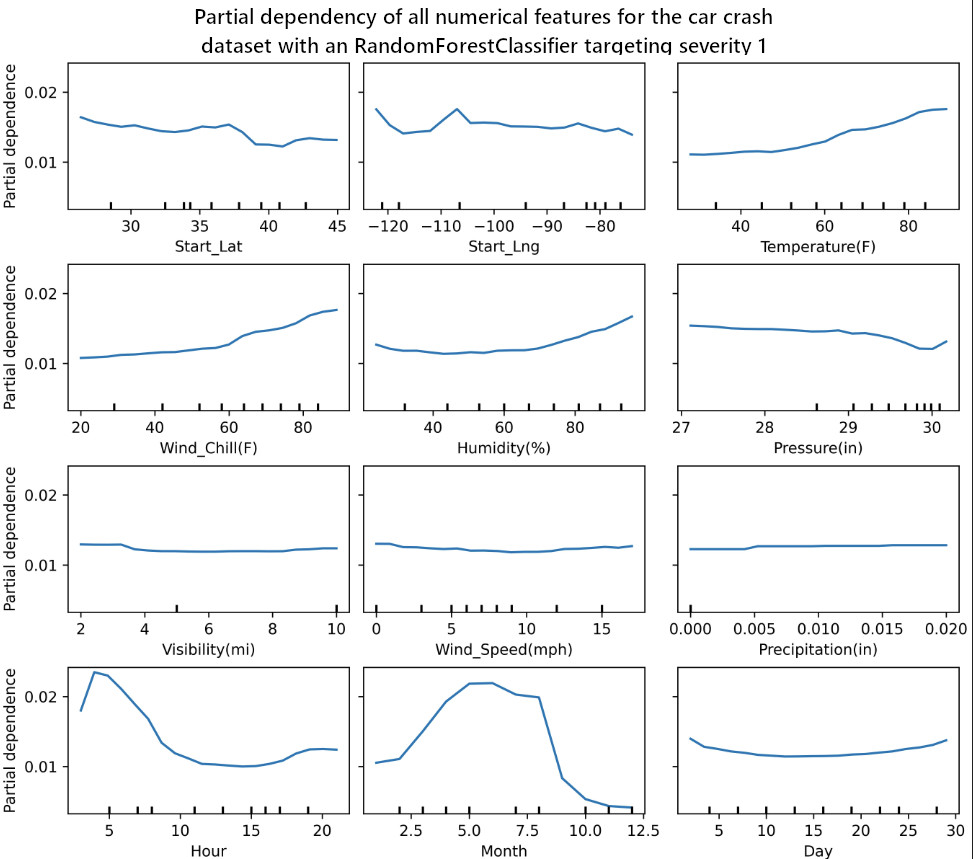 Partial dependency of all numerical features for the car crash
dataset with an RandomForestClassifier targeting severity 1
Partial dependence
0.02
0.01
30 35 40 45
Start_Lat
−120 −110 −100 −90 −80
Start_Lng
40 60 80
Temperature(F)
Partial dependence
0.02
0.01
20 40 60 80
Wind_Chill(F)
40 60 80
Humidity(%)
27 28 29 30
Pressure(in)
Partial dependence
0.02
0.01
2 4 6 8 10
Visibility(mi)
0 5 10 15
Wind_Speed(mph)
0.000 0.005 0.010 0.015 0.020
Precipitation(in)
Partial dependence
0.02
0.01
5 10 15 20
Hour
2.5 5.0 7.5 10.0 12.5
Month
5 10 15 20 25 30
Day